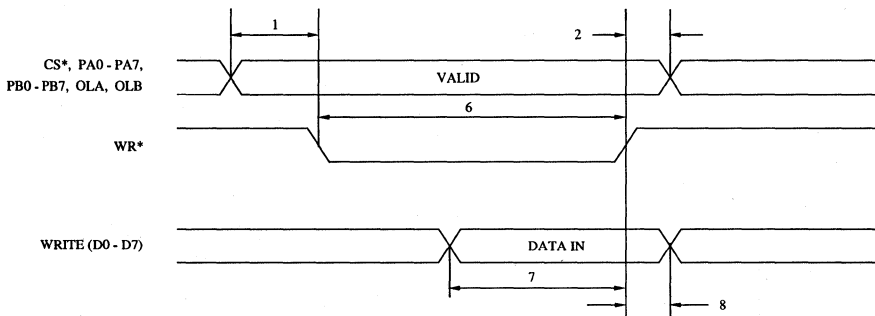 1
2
CS*, PA0 - PA7,
PB0 - PB7, OLA, OLB
VALID
6
WR*
WRITE (D0 - D7)
DATA IN
7
8